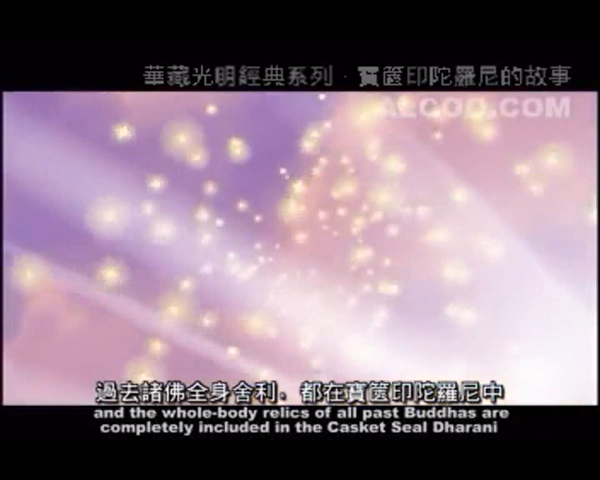 華藏光明經典系列．寶篋印陀羅尼的故事
ALCOO.COM
過去諸佛全身舍利．都在寶篋印陀羅尼中
and the whole-body relics of all past Buddhas are
completely included in the Casket Seal Dharani